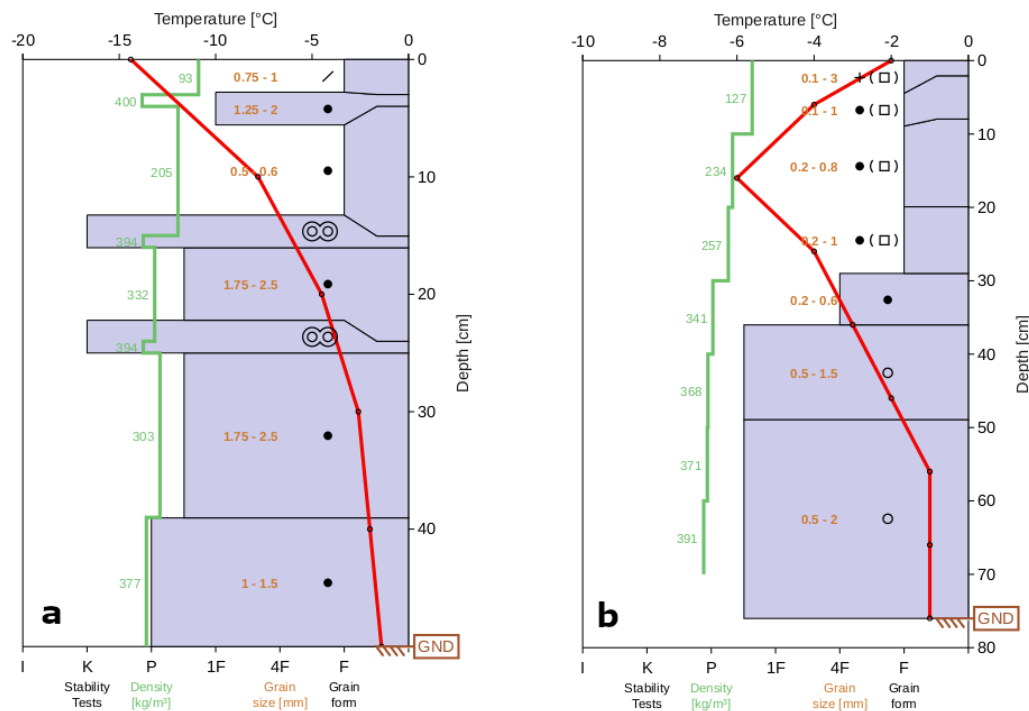 Temperature [°C]
-20 -15 -10 -5 0
93
0.75 - 1
0
400
1.25 - 2
205
0.5 - 0.6
10
394
332
1.75 - 2.5
20
394
303
1.75 - 2.5
30
40
377
1 - 1.5
Depth [cm]
a
GND
I K P 1F 4F F
Stability Tests
Density [kg/m³]
Grain size [mm]
Grain form
Temperature [°C]
-10 -8 -6 -4 -2 0
0.1 - 3
0
127
0.1 - 1
10
234
0.2 - 0.8
20
257
0.2 - 1
30
341
0.2 - 0.6
40
368
0.5 - 1.5
50
371
60
391
0.5 - 2
70
80
Depth [cm]
b
GND
I K P 1F 4F F
Stability Tests
Density [kg/m³]
Grain size [mm]
Grain form